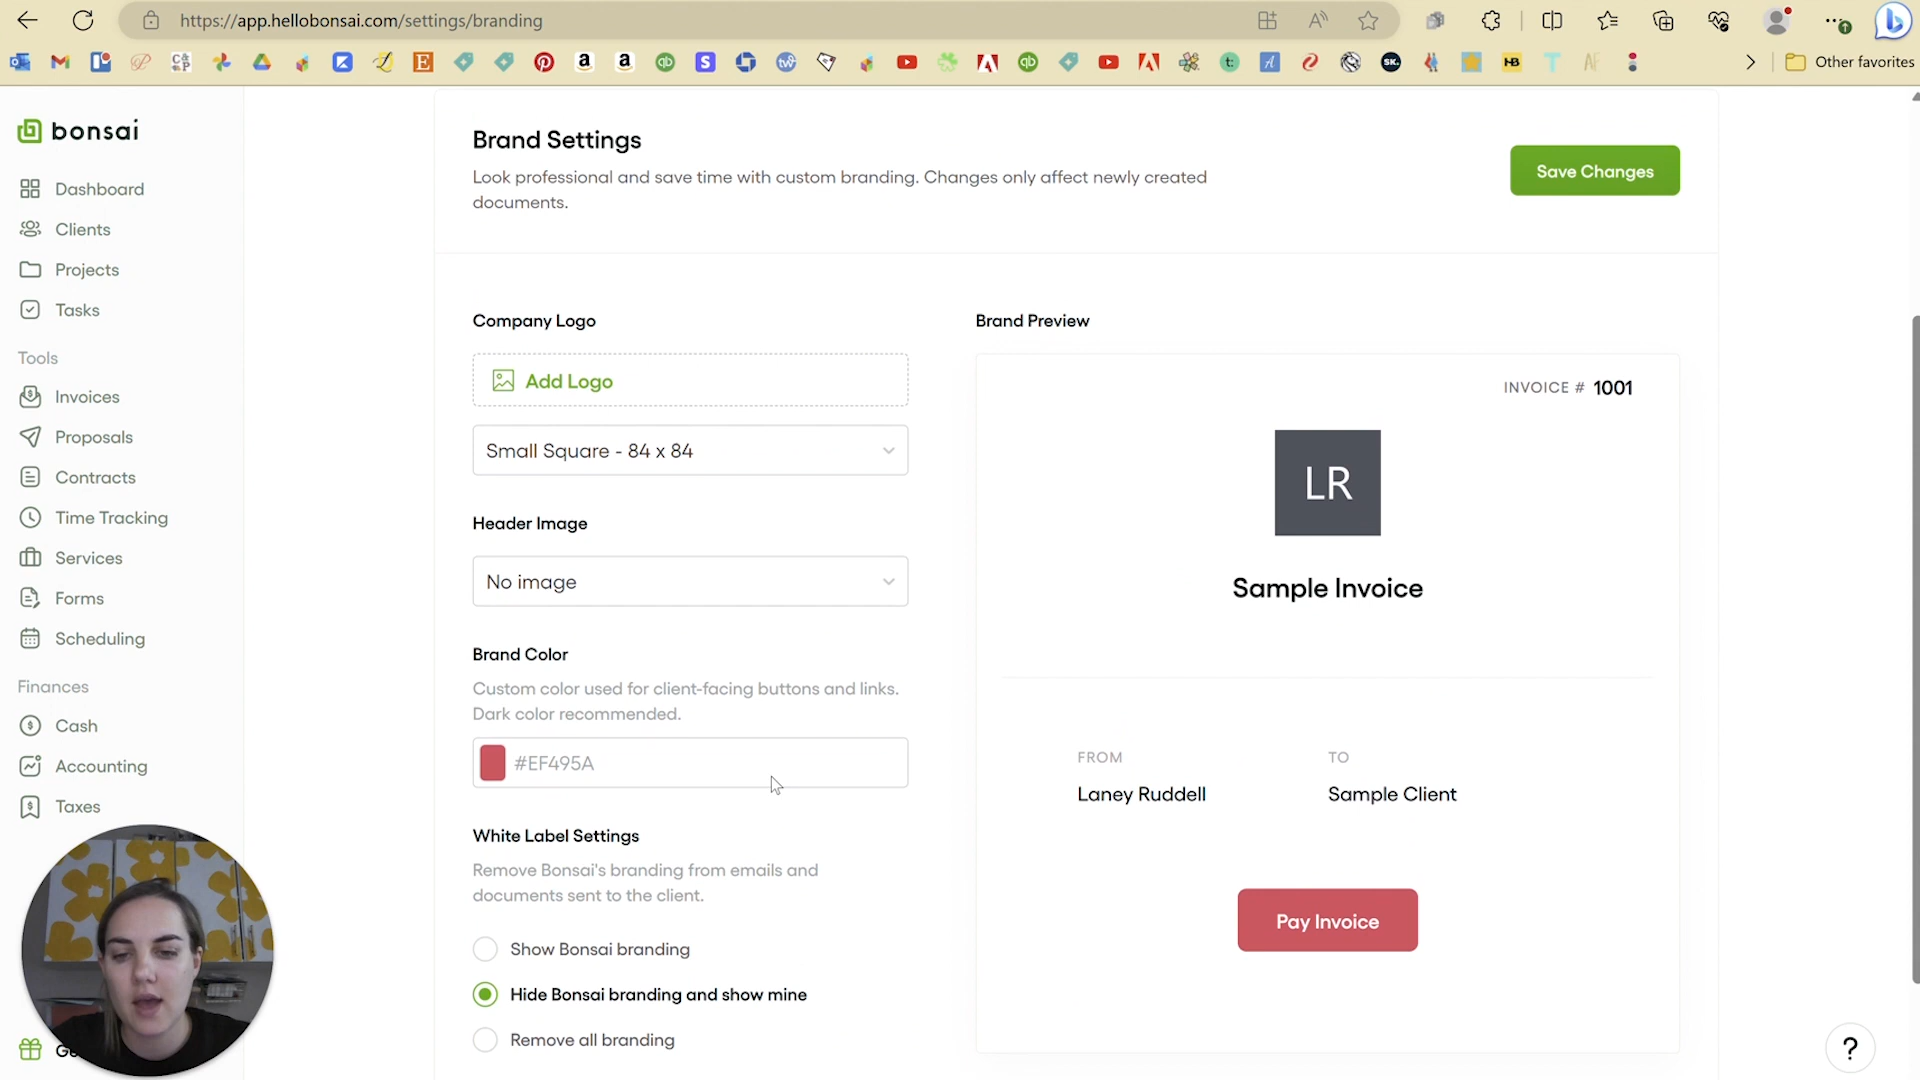 https://app.hellobonsai.com/settings/branding
Other favorites
bonsai
Dashboard
Clients
Projects
Tasks
Tools
Invoices
Proposals
Contracts
Time Tracking
Services
Forms
Scheduling
Finances
Cash
Accounting
Taxes
Brand Settings
Look professional and save time with custom branding. Changes only affect newly created
documents.
Save Changes
Company Logo
Add Logo
Small Square - 84 x 84
Header Image
No image
Brand Color
Custom color used for client-facing buttons and links.
Dark color recommended.
#EF495A
White Label Settings
Remove Bonsai's branding from emails and
documents sent to the client.
Show Bonsai branding
Hide Bonsai branding and show mine
Remove all branding
Brand Preview
INVOICE # 1001
LR
Sample Invoice
FROM
Laney Ruddell
TO
Sample Client
Pay Invoice
?